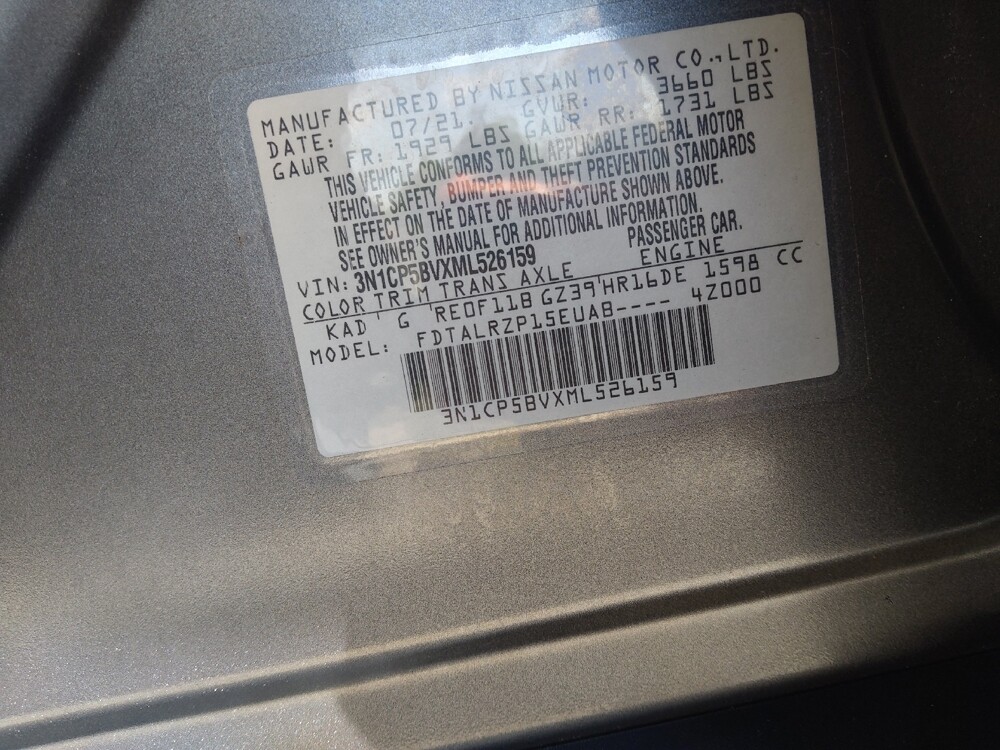 MANUFACTURED BY NISSAN MOTOR CO., LTD.
DATE: 07/21 GVWR: 3660 LBS
GAWR FR: 1929 LBS GAWR RR: 1731 LBS
THIS VEHICLE CONFORMS TO ALL APPLICABLE FEDERAL MOTOR
VEHICLE SAFETY, BUMPER AND THEFT PREVENTION STANDARDS
IN EFFECT ON THE DATE OF MANUFACTURE SHOWN ABOVE.
SEE OWNER'S MANUAL FOR ADDITIONAL INFORMATION.
VIN: 3N1CP5BVXML526159 PASSENGER CAR.
COLOR TRIM TRANS AXLE ENGINE
KAD G RE0F11B GZ39 HR16DE 1598 CC
MODEL: FDTALRZP15EUAB---- 4Z000
3N1CP5BVXML526159